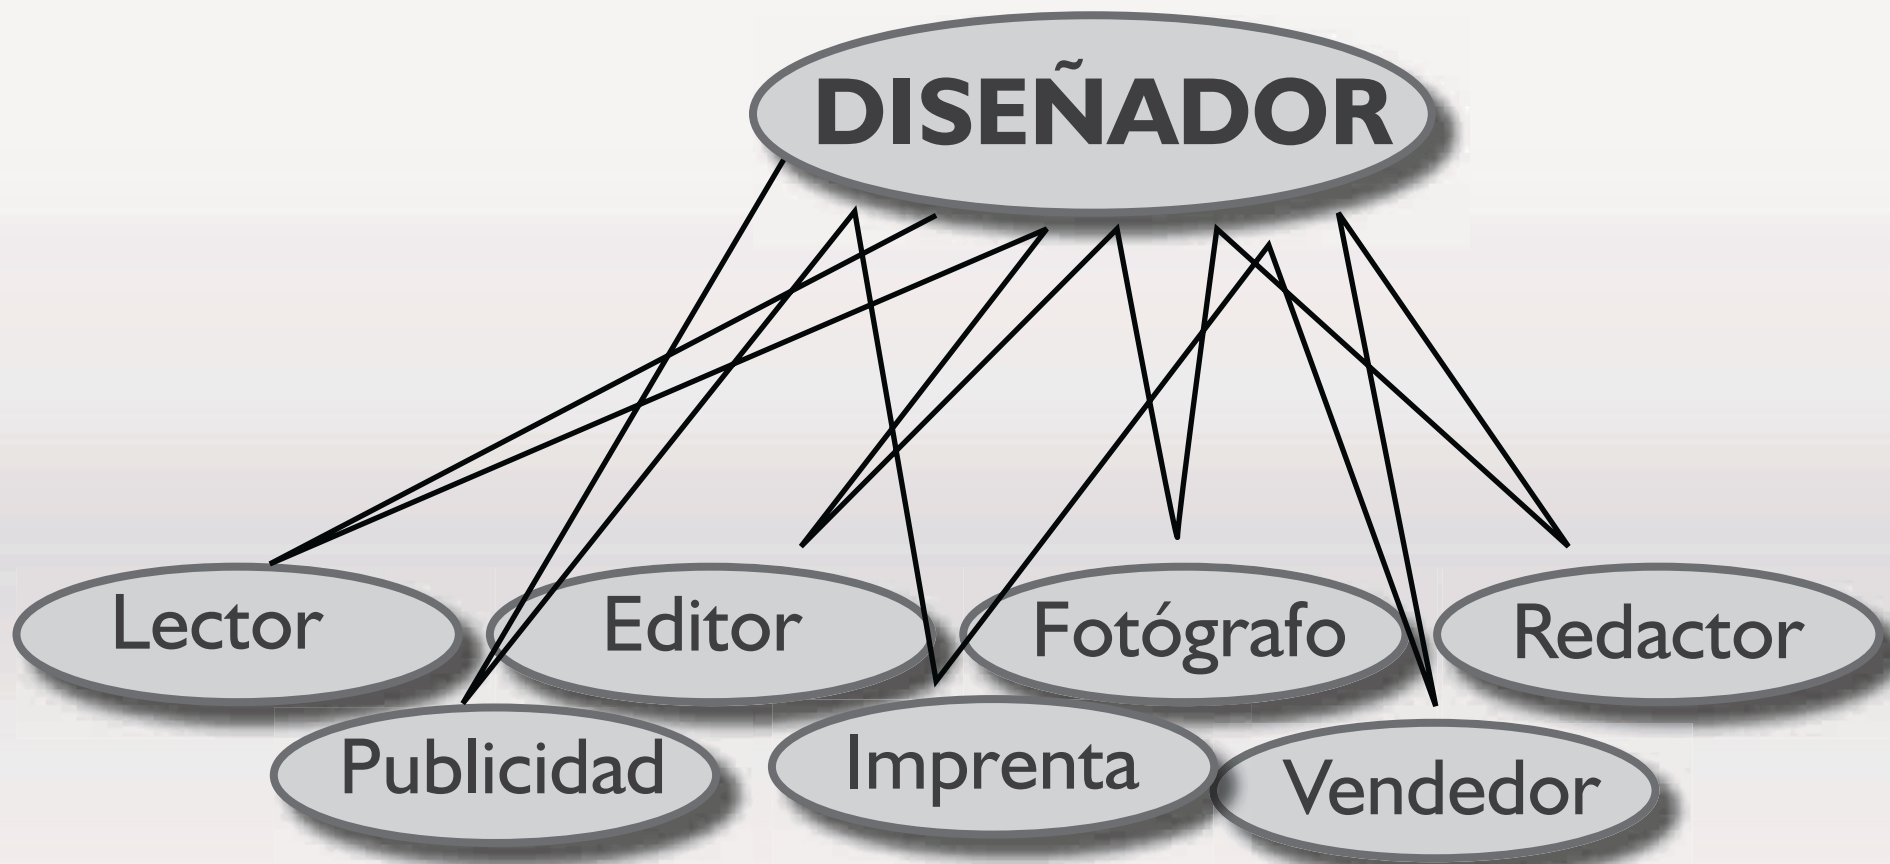 DISEÑADOR
Lector
Editor
Fotógrafo
Redactor
Publicidad
Imprenta
Vendedor